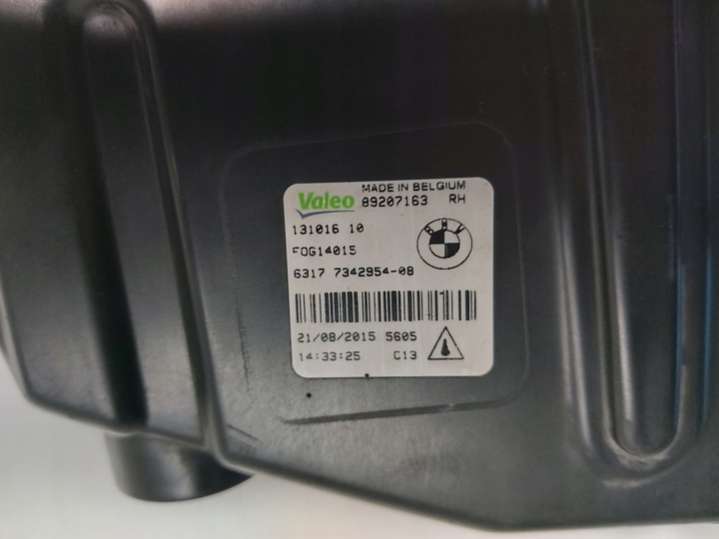 MADE IN BELGIUM
Valeo 89207163 RH
131016 10
BMW
FOG14015
6317 7342954-08
21/08/2015 5605
14:33:25 C13